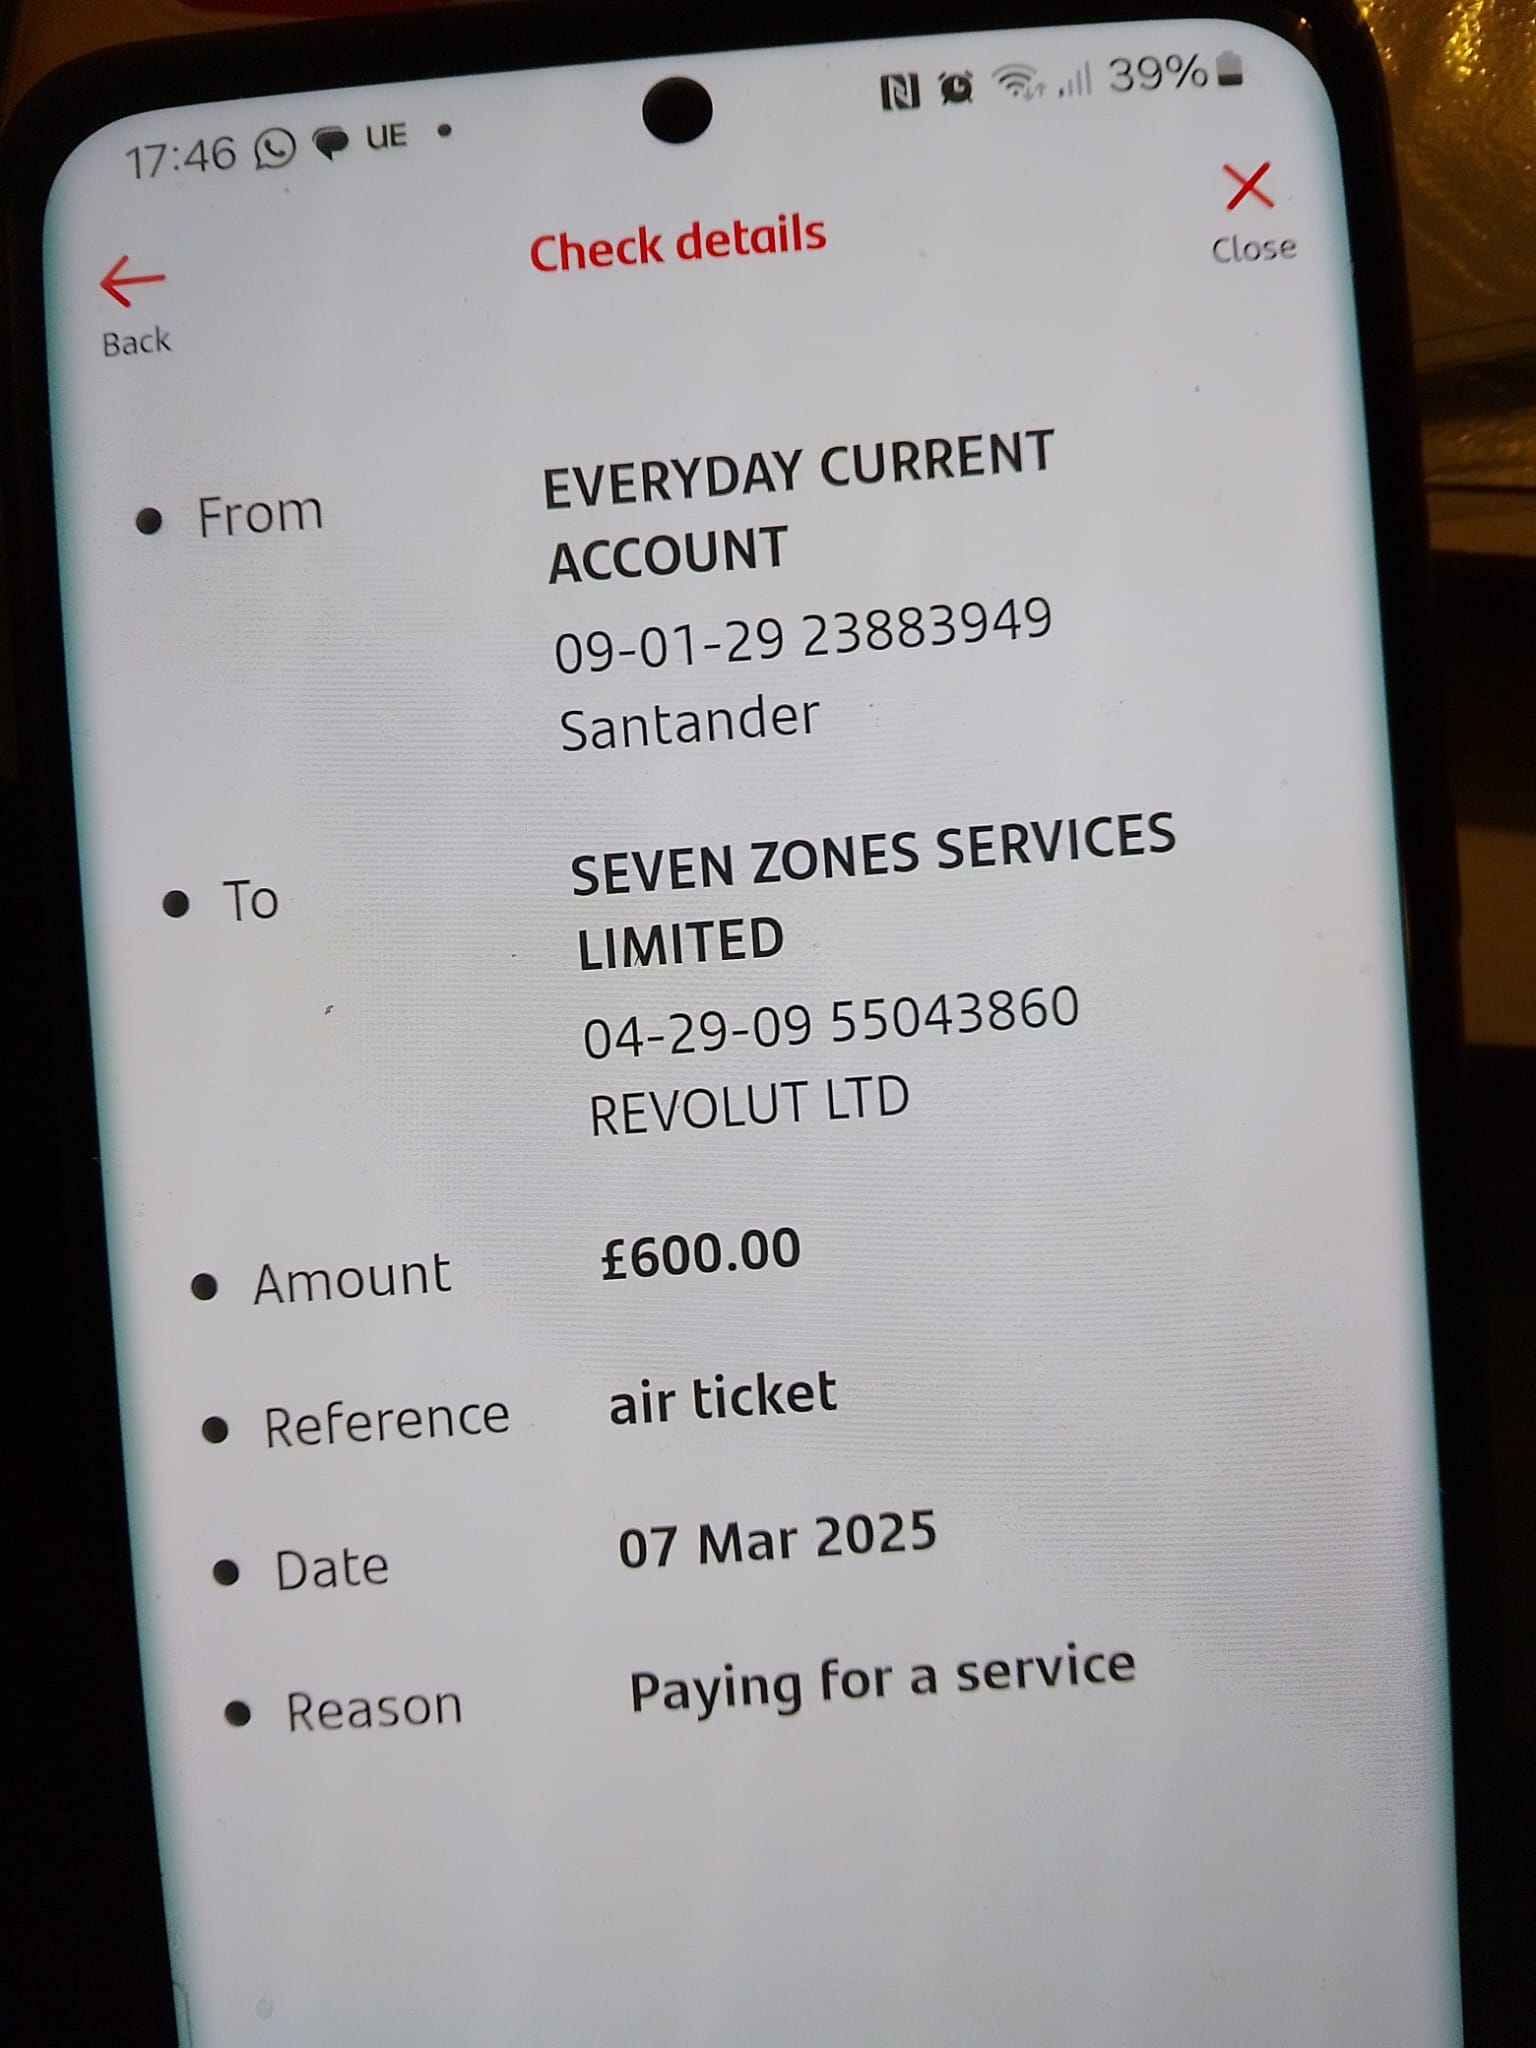 17:46 UE 39%
Check details
Back
Close
From
EVERYDAY CURRENT
ACCOUNT
09-01-29 23883949
Santander
To
SEVEN ZONES SERVICES
LIMITED
04-29-09 55043860
REVOLUT LTD
Amount £600.00
Reference air ticket
Date 07 Mar 2025
Reason Paying for a service